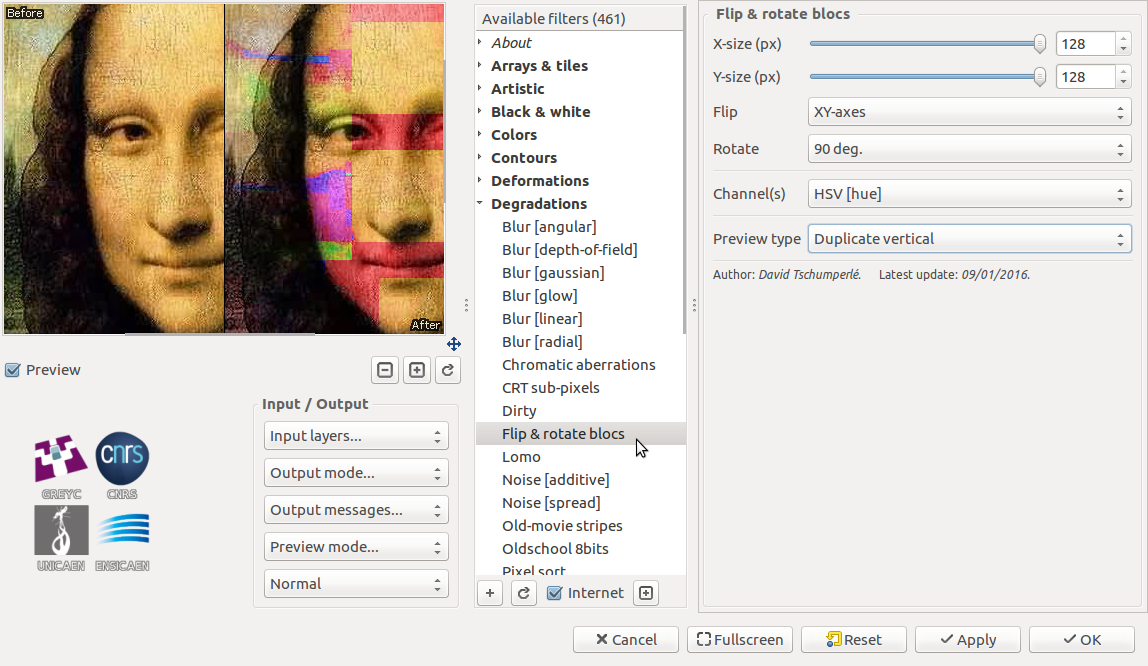 Before
After
Preview
Input / Output
Input layers...
Output mode...
Output messages...
Preview mode...
Normal
GREYC
CNRS
cnrs
UNICAEN
ENSICAEN
Available filters (461)
About
Arrays & tiles
Artistic
Black & white
Colors
Contours
Deformations
Degradations
Blur [angular]
Blur [depth-of-field]
Blur [gaussian]
Blur [glow]
Blur [linear]
Blur [radial]
Chromatic aberrations
CRT sub-pixels
Dirty
Flip & rotate blocs
Lomo
Noise [additive]
Noise [spread]
Old-movie stripes
Oldschool 8bits
Pixel sort
Internet
Flip & rotate blocs
X-size (px) 128
Y-size (px) 128
Flip XY-axes
Rotate 90 deg.
Channel(s) HSV [hue]
Preview type Duplicate vertical
Author: David Tschumperlé. Latest update: 09/01/2016.
Cancel Fullscreen Reset Apply OK